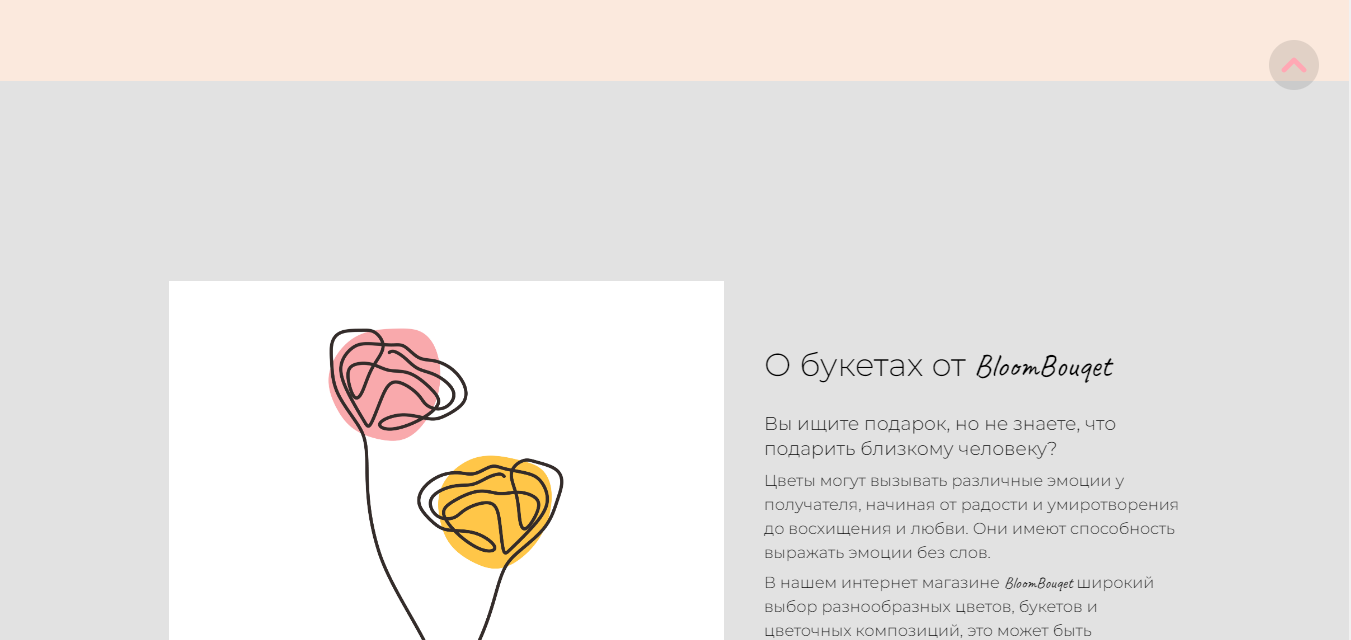 О букетах от BloomBouqet
Вы ищите подарок, но не знаете, что
подарить близкому человеку?
Цветы могут вызывать различные эмоции у
получателя, начиная от радости и умиротворения
до восхищения и любви. Они имеют способность
выражать эмоции без слов.
В нашем интернет магазине BloomBouqet широкий
выбор разнообразных цветов, букетов и
цветочных композиций, это может быть